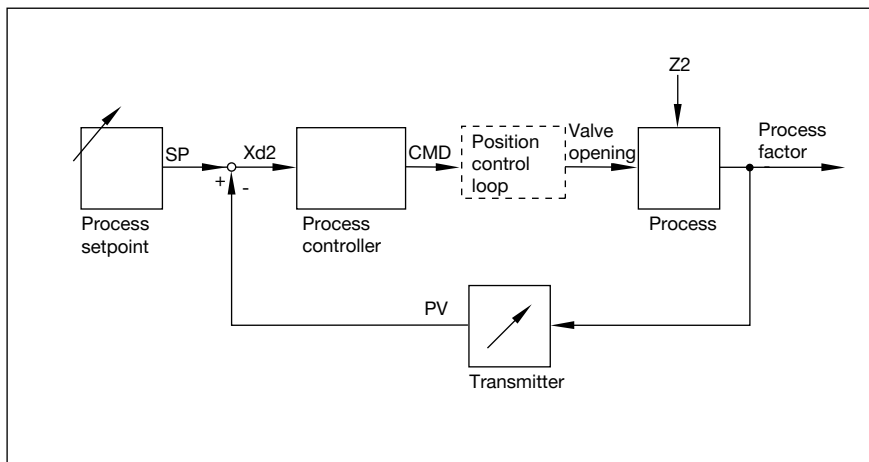 Z2
SP
+
-
Xd2
CMD
Position
control
loop
Valve
opening
Process
factor
Process
setpoint
Process
controller
Process
PV
Transmitter